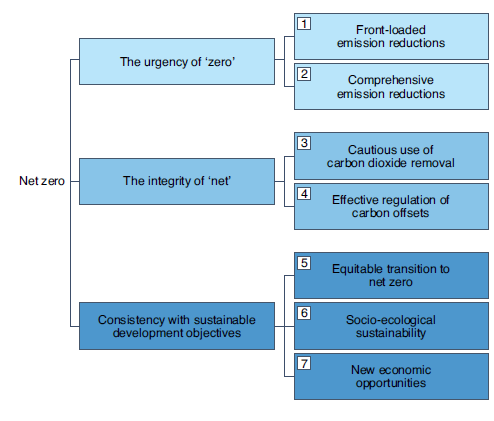 Net zero
The urgency of ‘zero’
1
Front-loaded
emission reductions
2
Comprehensive
emission reductions
The integrity of ‘net’
3
Cautious use of
carbon dioxide removal
4
Effective regulation of
carbon offsets
Consistency with sustainable
development objectives
5
Equitable transition to
net zero
6
Socio-ecological
sustainability
7
New economic
opportunities